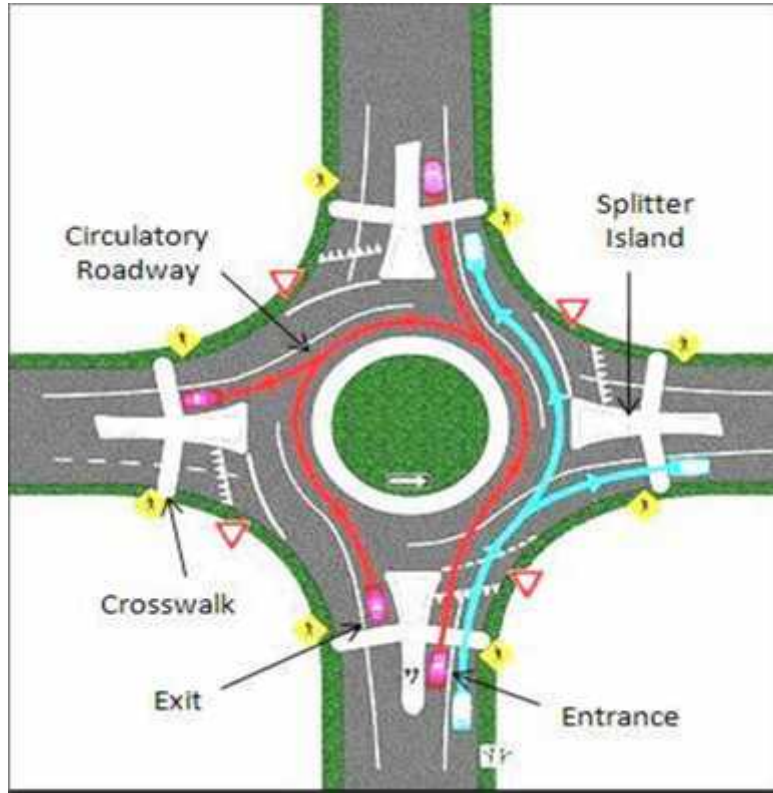 Splitter
Island
Circulatory
Roadway
Crosswalk
Exit
Entrance